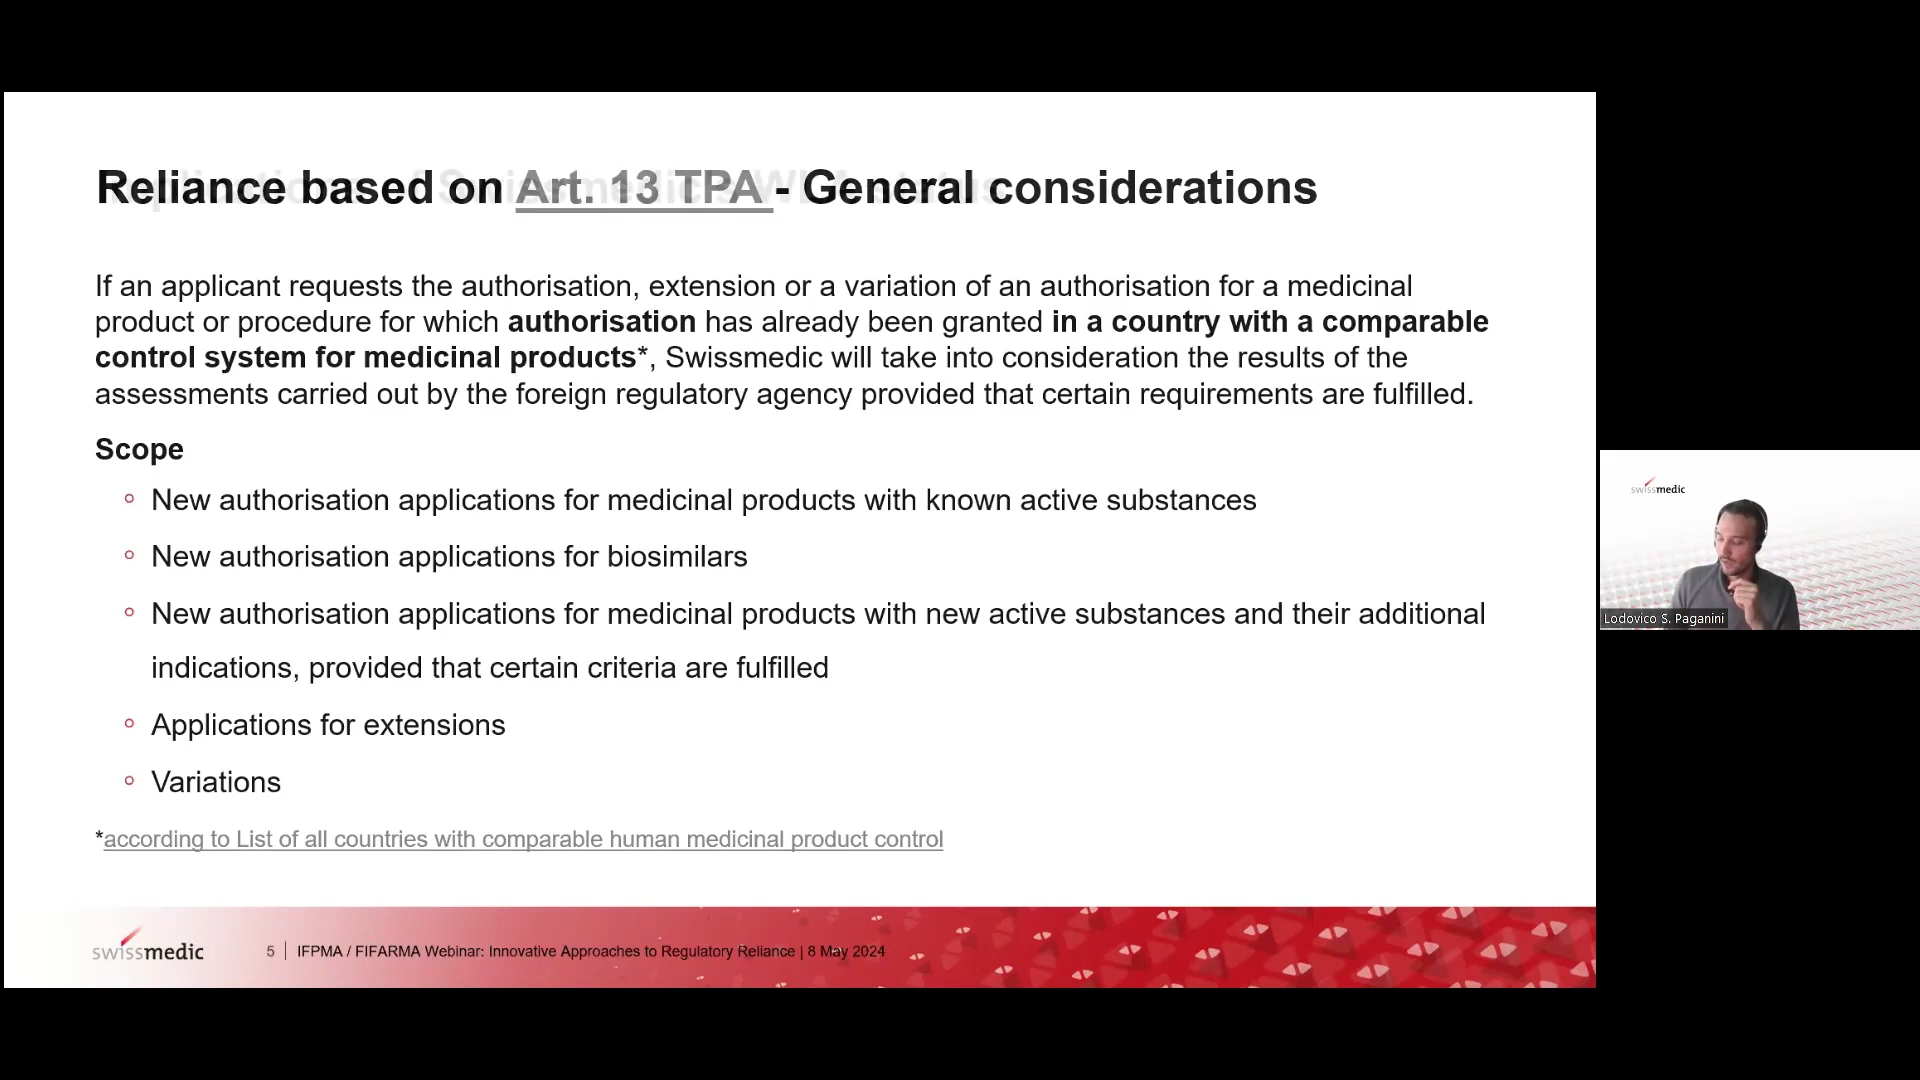 Reliance based on Art. 13 TPA - General considerations
If an applicant requests the authorisation, extension or a variation of an authorisation for a medicinal
product or procedure for which authorisation has already been granted in a country with a comparable
control system for medicinal products*, Swissmedic will take into consideration the results of the
assessments carried out by the foreign regulatory agency provided that certain requirements are fulfilled.
Scope
New authorisation applications for medicinal products with known active substances
New authorisation applications for biosimilars
New authorisation applications for medicinal products with new active substances and their additional
indications, provided that certain criteria are fulfilled
Applications for extensions
Variations
*according to List of all countries with comparable human medicinal product control
swissmedic
5 | IFPMA / FIFARMA Webinar: Innovative Approaches to Regulatory Reliance | 8 May 2024
swissmedic
Lodovico S. Paganini